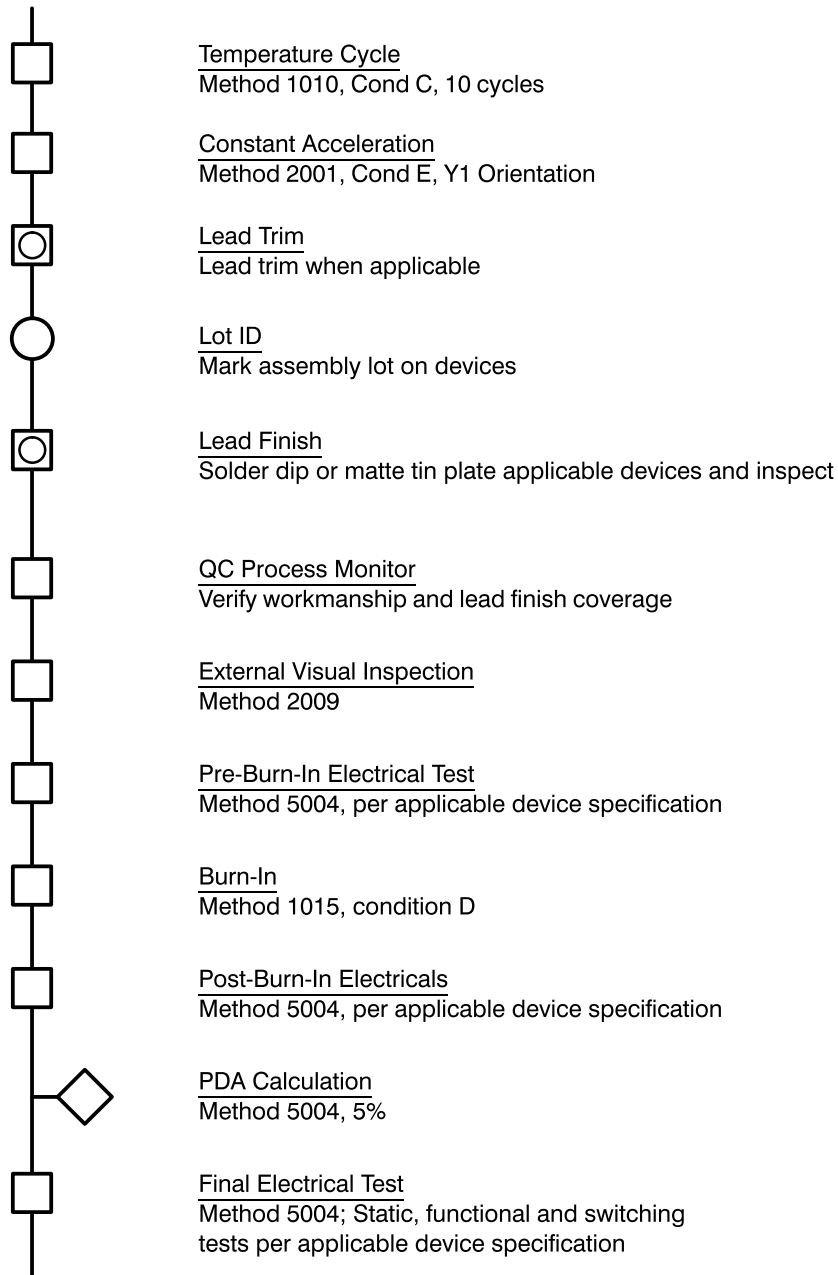 Temperature Cycle
Method 1010, Cond C, 10 cycles
Constant Acceleration
Method 2001, Cond E, Y1 Orientation
Lead Trim
Lead trim when applicable
Lot ID
Mark assembly lot on devices
Lead Finish
Solder dip or matte tin plate applicable devices and inspect
QC Process Monitor
Verify workmanship and lead finish coverage
External Visual Inspection
Method 2009
Pre-Burn-In Electrical Test
Method 5004, per applicable device specification
Burn-In
Method 1015, condition D
Post-Burn-In Electricals
Method 5004, per applicable device specification
PDA Calculation
Method 5004, 5%
Final Electrical Test
Method 5004; Static, functional and switching
tests per applicable device specification